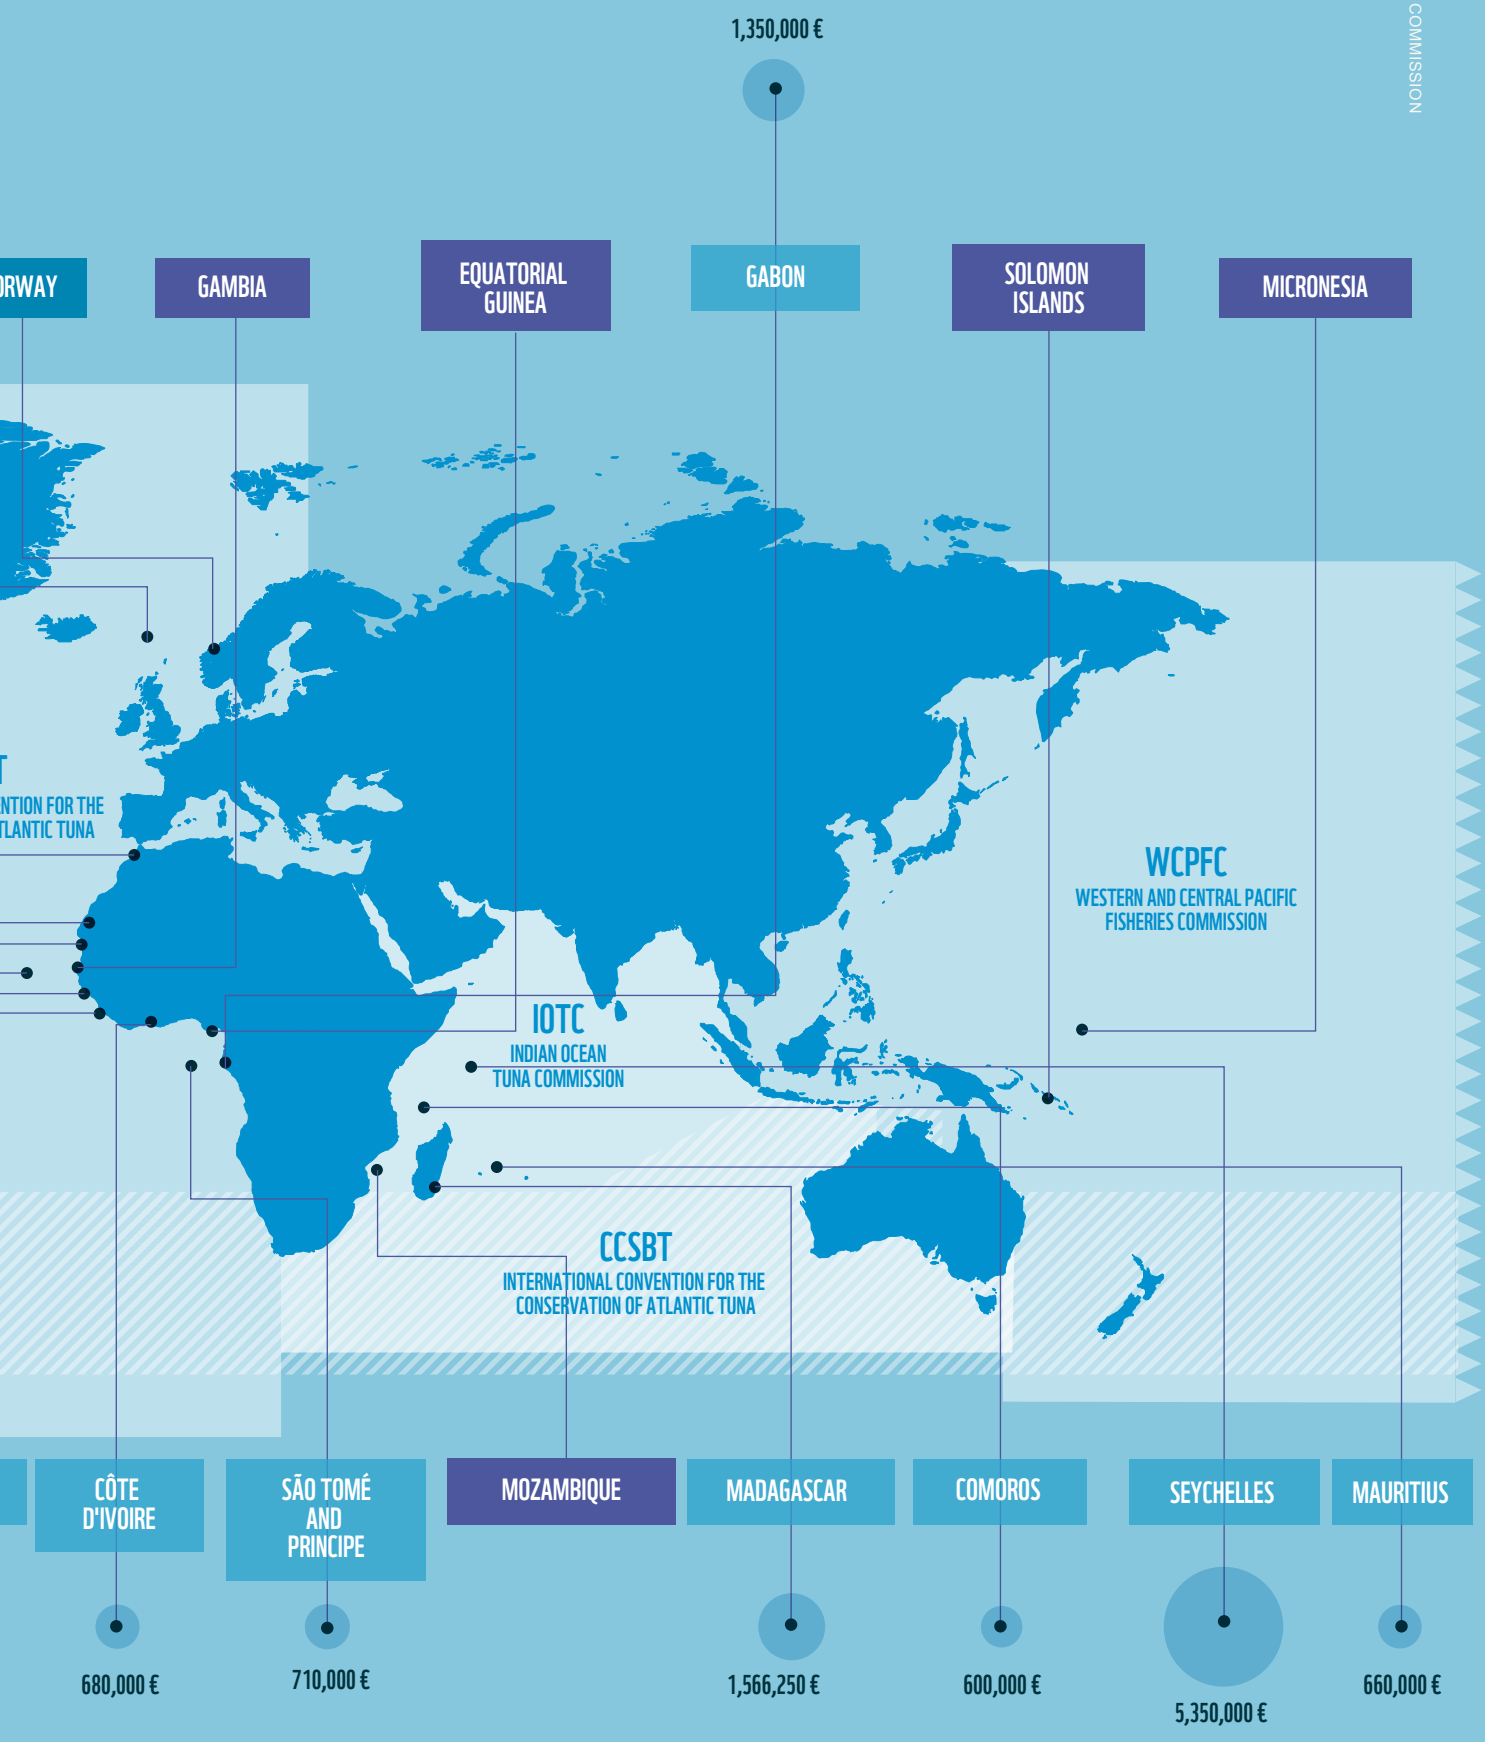 COMMISSION
1,350,000 €
GAMBIA
EQUATORIAL
GUINEA
GABON
SOLOMON
ISLANDS
MICRONESIA
FOR THE
TUNA
WCPFC
WESTERN AND CENTRAL PACIFIC
FISHERIES COMMISSION
IOTC
INDIAN OCEAN
TUNA COMMISSION
CCSBT
INTERNATIONAL CONVENTION FOR THE
CONSERVATION OF ATLANTIC TUNA
CÔTE
D'IVOIRE
SÃO TOMÉ
AND
PRINCIPE
MOZAMBIQUE
MADAGASCAR
COMOROS
SEYCHELLES
MAURITIUS
680,000 €
710,000 €
1,566,250 €
600,000 €
5,350,000 €
660,000 €